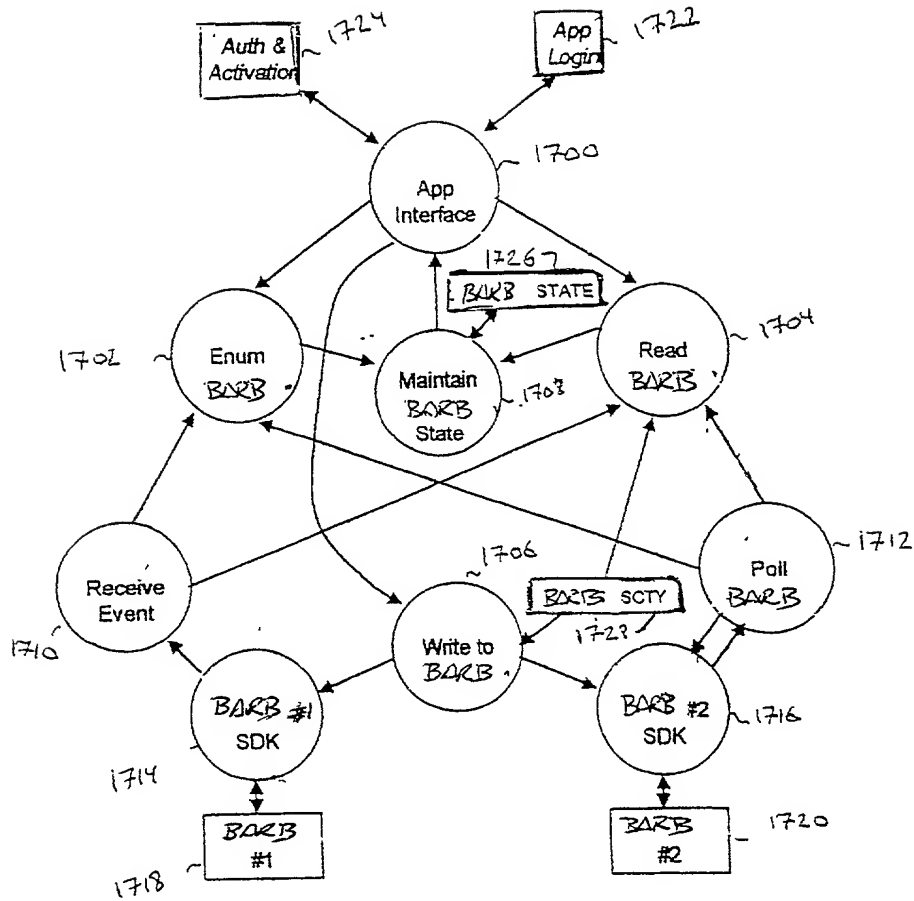 1724
Auth &
Activation
1722
App
Login
1700
App
Interface
1726
BARB STATE
1702
Enum
BARB
Maintain
BARB
State
1708
Read
BARB
1704
Receive
Event
1710
1706
Write to
BARB
BARB SCTY
1728
Poll
BARB
1712
BARB #1
SDK
1714
BARB #2
SDK
1716
BARB
#1
1718
BARB
#2
1720